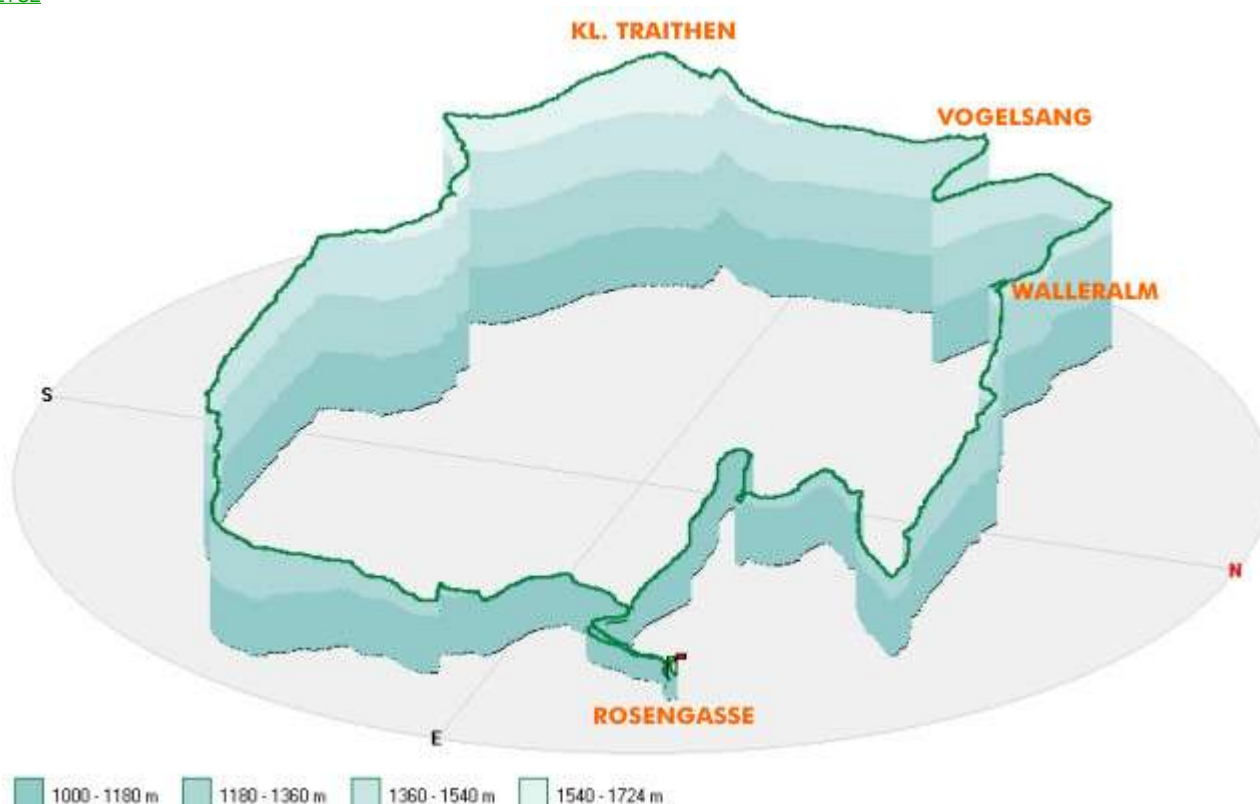 KL. TRAITHEN
VOGELSANG
WALLERALM
S
N
ROSENGASSE
E
1000 - 1180 m
1180 - 1360 m
1360 - 1540 m
1540 - 1724 m